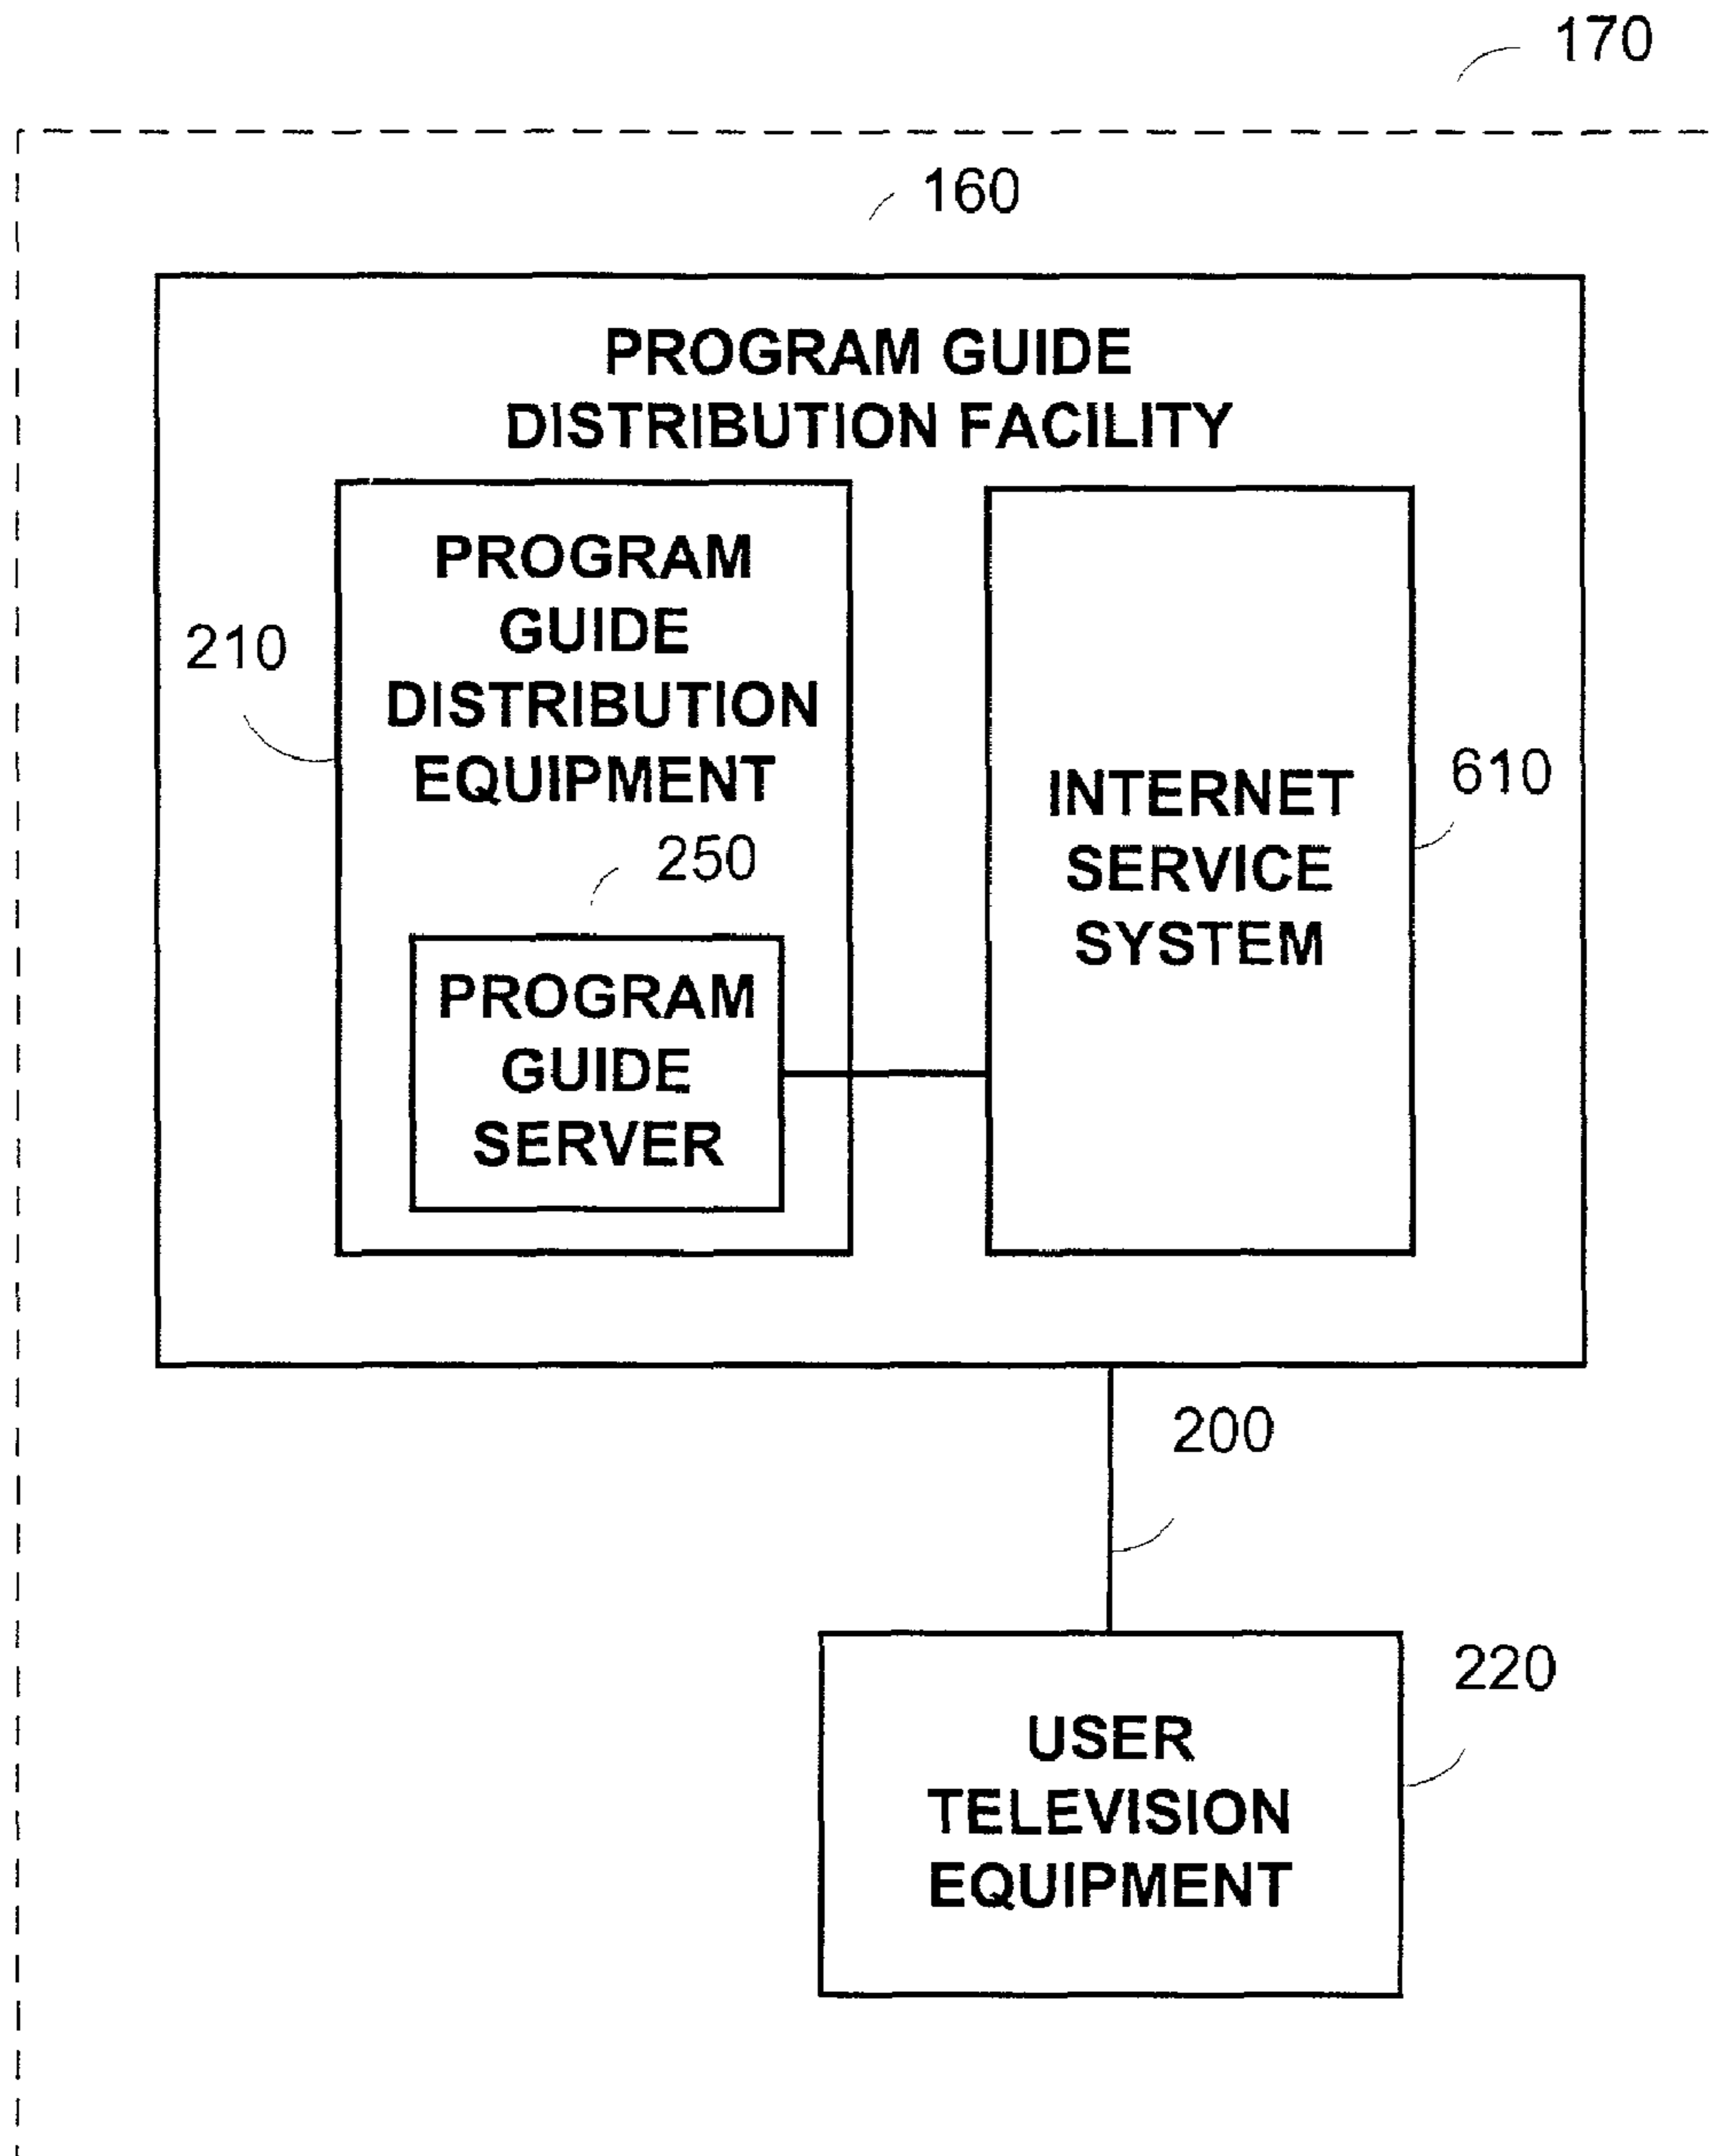 170
160
PROGRAM GUIDE
DISTRIBUTION FACILITY
210
PROGRAM
GUIDE
DISTRIBUTION
EQUIPMENT
250
PROGRAM
GUIDE
SERVER
INTERNET
SERVICE
SYSTEM
610
200
220
USER
TELEVISION
EQUIPMENT